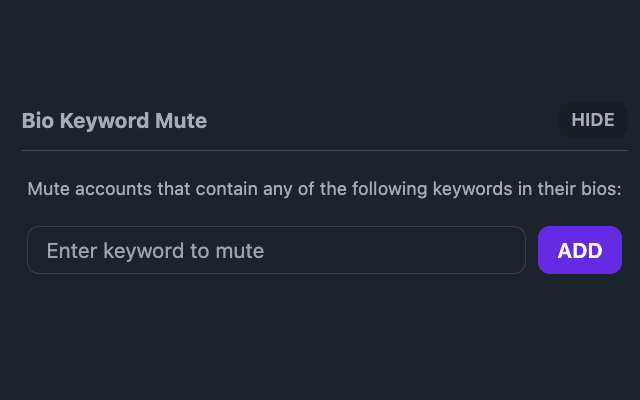 Bio Keyword Mute
HIDE
Mute accounts that contain any of the following keywords in their bios:
Enter keyword to mute
ADD